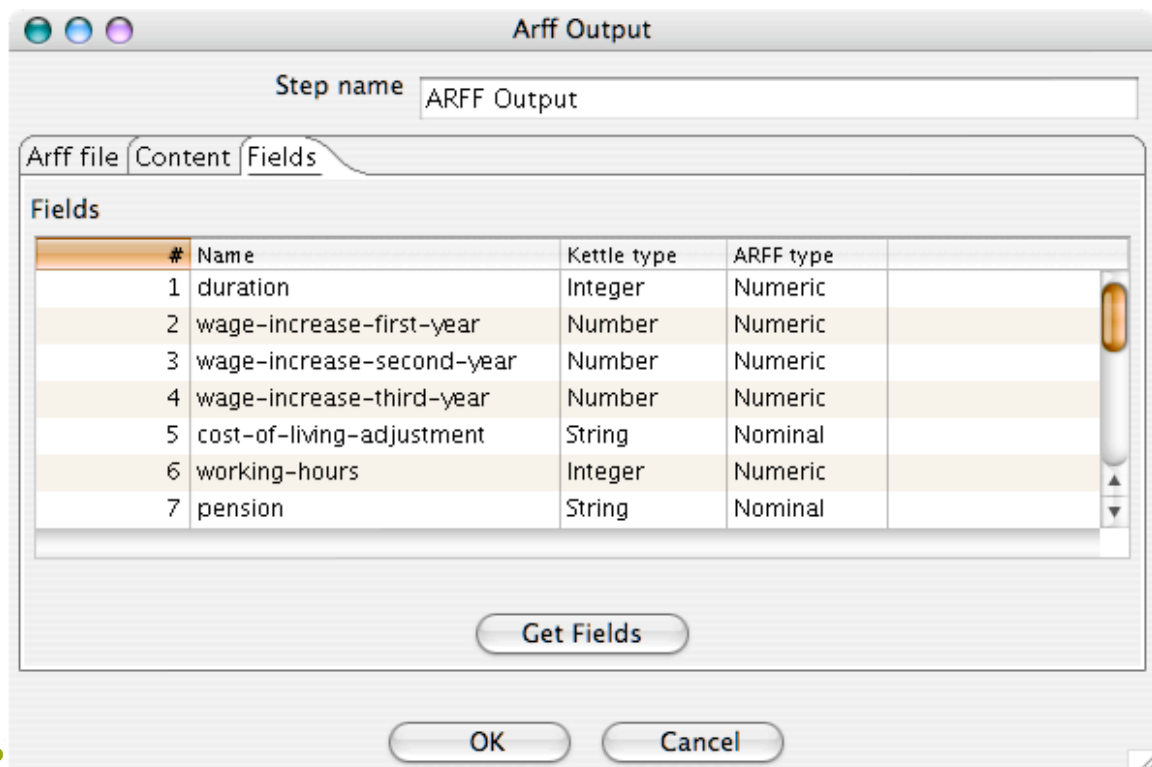 Arff Output
Step name ARFF Output
Arff file Content Fields
Fields
# Name Kettle type ARFF type
1 duration Integer Numeric
2 wage-increase-first-year Number Numeric
3 wage-increase-second-year Number Numeric
4 wage-increase-third-year Number Numeric
5 cost-of-living-adjustment String Nominal
6 working-hours Integer Numeric
7 pension String Nominal
Get Fields
OK Cancel